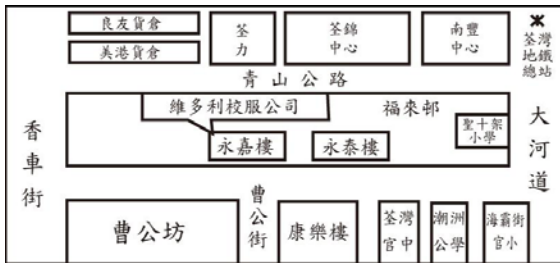 良友貨倉
美港貨倉
荃力
荃錦中心
南豐中心
荃灣地鐵總站
青山公路
維多利校服公司
福來邨
聖十架小學
永嘉樓
永泰樓
香車街
大河道
曹公坊
曹公街
康樂樓
荃灣官中
潮洲公學
海霸街官小